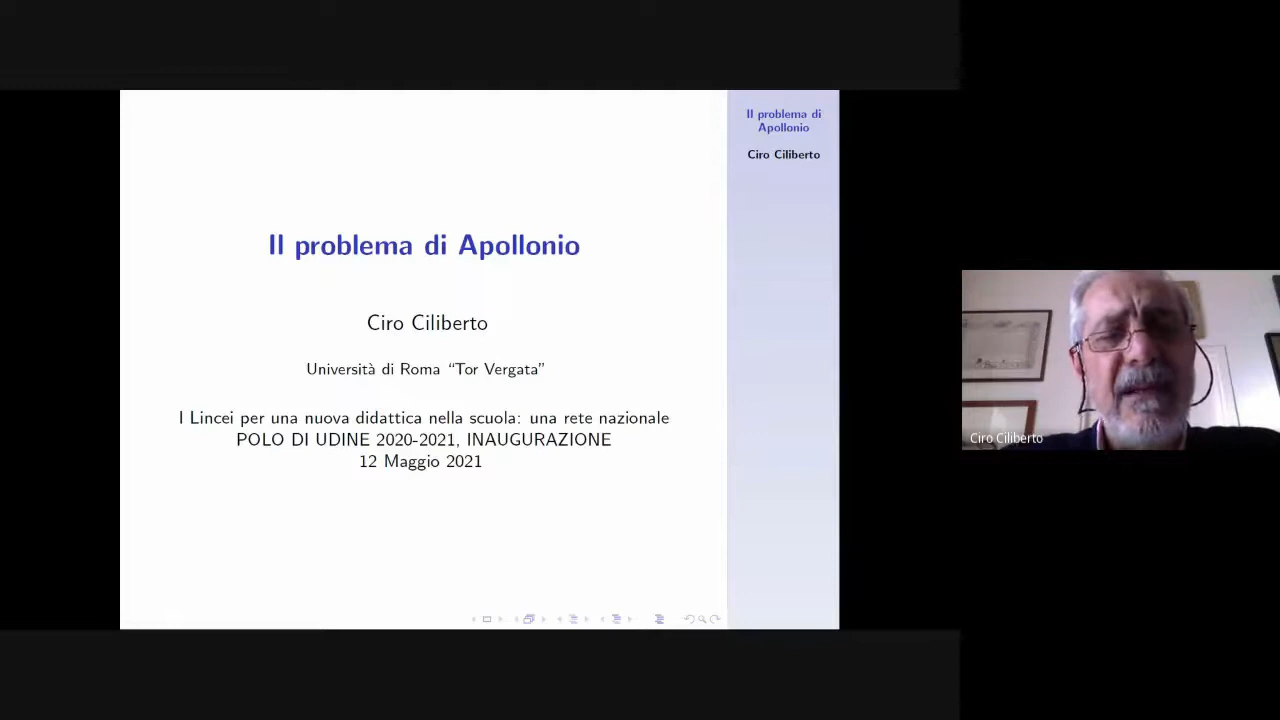 Il problema di Apollonio
Ciro Ciliberto
Università di Roma “Tor Vergata”
I Lincei per una nuova didattica nella scuola: una rete nazionale
POLO DI UDINE 2020-2021, INAUGURAZIONE
12 Maggio 2021
Il problema di
Apollonio
Ciro Ciliberto
Ciro Ciliberto